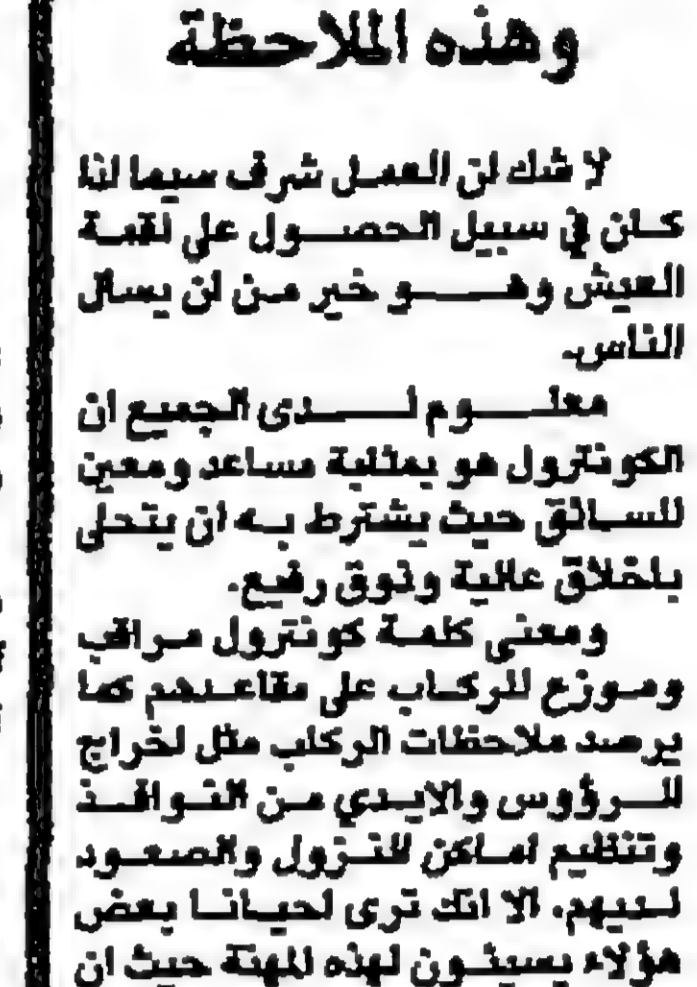 وهذه الملاحظة
لا شك ان العمل شرف سيما اذا
كان في سبيل الحصول على لقمة
العيش وهو خير من ان يسال
الناس.
معلوم لدى الجميع ان
الكونترول هو بمثابة مساعد ومعين
للسائق حيث يشترط به ان يتحلى
باخلاق عالية وذوق رفيع.
ومعنى كلمة كونترول مراقب
وموزع للركاب على مقاعدهم كما
يرصد ملاحظات الركاب مثل اخراج
الرؤوس والايدي من النوافذ
وتنظيم اماكن النزول والصعود
لديهم. الا انك ترى احيانا بعض
هؤلاء يسيئون لهذه المهنة حيث ان